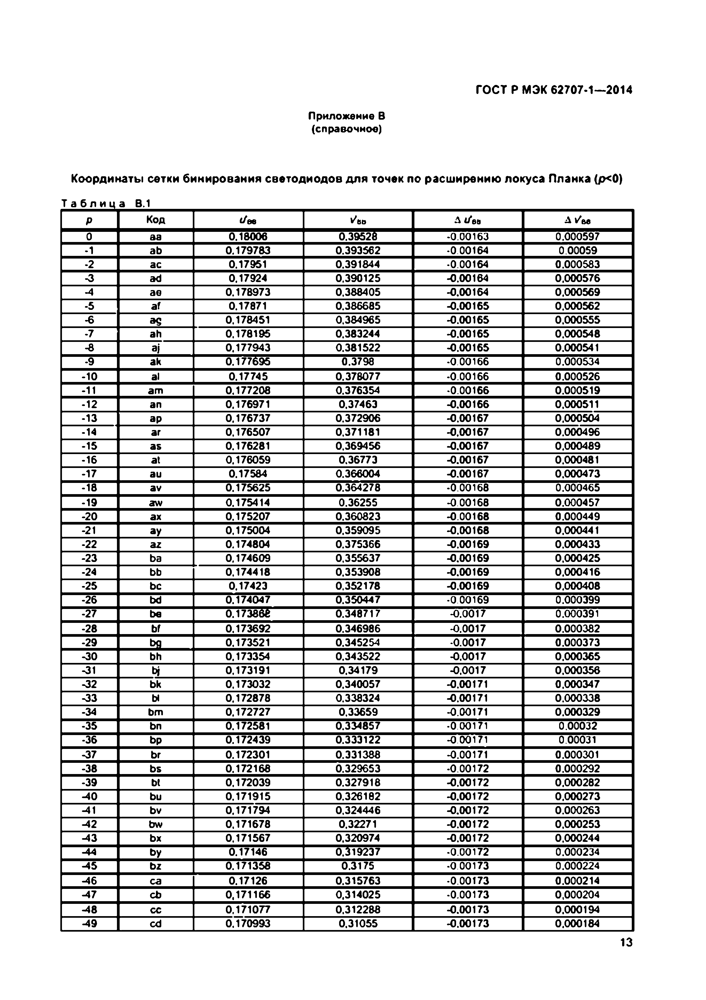 ГОСТ Р МЭК 62707-1—2014
Приложение В
(справочное)
Координаты сетки бинирования светодиодов для точек по расширению локуса Планка (p<0)
Таблица В.1
p Код u′BB v′BB Δ u′BB Δ v′BB
0 aa 0,18006 0,39528 -0,00163 0,000597
-1 ab 0,179783 0,393562 -0,00164 0,00059
-2 ac 0,17951 0,391844 -0,00164 0,000583
-3 ad 0,17924 0,390125 -0,00164 0,000576
-4 ae 0,178973 0,388405 -0,00164 0,000569
-5 af 0,17871 0,386685 -0,00165 0,000562
-6 ag 0,178451 0,384965 -0,00165 0,000555
-7 ah 0,178195 0,383244 -0,00165 0,000548
-8 aj 0,177943 0,381522 -0,00165 0,000541
-9 ak 0,177695 0,3798 -0,00166 0,000534
-10 al 0,17745 0,378077 -0,00166 0,000526
-11 am 0,177208 0,376354 -0,00166 0,000519
-12 an 0,176971 0,37463 -0,00166 0,000511
-13 ap 0,176737 0,372906 -0,00167 0,000504
-14 ar 0,176507 0,371181 -0,00167 0,000496
-15 as 0,176281 0,369456 -0,00167 0,000489
-16 at 0,176059 0,36773 -0,00167 0,000481
-17 au 0,17584 0,366004 -0,00167 0,000473
-18 av 0,175625 0,364278 -0,00168 0,000465
-19 aw 0,175414 0,36255 -0,00168 0,000457
-20 ax 0,175207 0,360823 -0,00168 0,000449
-21 ay 0,175004 0,359095 -0,00168 0,000441
-22 az 0,174804 0,375366 -0,00169 0,000433
-23 ba 0,174609 0,355637 -0,00169 0,000425
-24 bb 0,174418 0,353908 -0,00169 0,000416
-25 bc 0,17423 0,352178 -0,00169 0,000408
-26 bd 0,174047 0,350447 -0,00169 0,000399
-27 be 0,173868 0,348717 -0,0017 0,000391
-28 bf 0,173692 0,346986 -0,0017 0,000382
-29 bg 0,173521 0,345254 -0,0017 0,000373
-30 bh 0,173354 0,343522 -0,0017 0,000365
-31 bj 0,173191 0,34179 -0,0017 0,000356
-32 bk 0,173032 0,340057 -0,00171 0,000347
-33 bl 0,172878 0,338324 -0,00171 0,000338
-34 bm 0,172727 0,33659 -0,00171 0,000329
-35 bn 0,172581 0,334857 -0,00171 0,00032
-36 bp 0,172439 0,333122 -0,00171 0,00031
-37 br 0,172301 0,331388 -0,00171 0,000301
-38 bs 0,172168 0,329653 -0,00172 0,000292
-39 bt 0,172039 0,327918 -0,00172 0,000282
-40 bu 0,171915 0,326182 -0,00172 0,000273
-41 bv 0,171794 0,324446 -0,00172 0,000263
-42 bw 0,171678 0,32271 -0,00172 0,000253
-43 bx 0,171567 0,320974 -0,00172 0,000244
-44 by 0,17146 0,319237 -0,00172 0,000234
-45 bz 0,171358 0,3175 -0,00173 0,000224
-46 ca 0,17126 0,315763 -0,00173 0,000214
-47 cb 0,171166 0,314025 -0,00173 0,000204
-48 cc 0,171077 0,312288 -0,00173 0,000194
-49 cd 0,170993 0,31055 -0,00173 0,000184
13